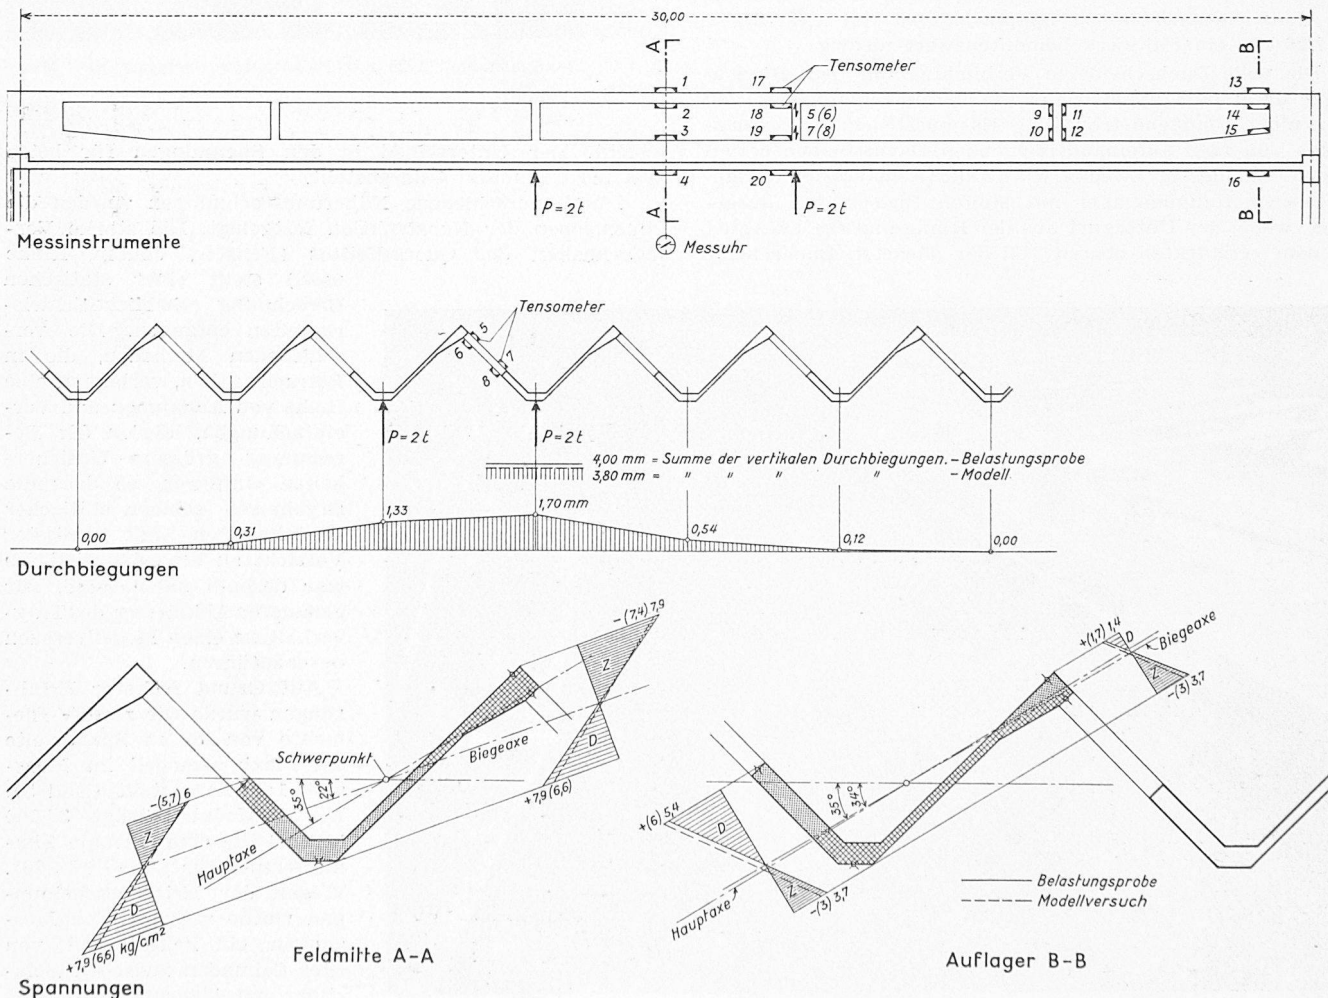 30,00
A
B
Tensometer
1
17
13
2
18
5 (6)
9
11
14
3
19
7 (8)
10
12
15
4
20
16
P=2t
A
P=2t
B
Messinstrumente
Messuhr
Tensometer
5
6
7
8
P=2t
P=2t
4,00 mm = Summe der vertikalen Durchbiegungen. – Belastungsprobe
3,80 mm = " " " " – Modell
0,00
0,31
1,33
1,70 mm
0,54
0,12
0,00
Durchbiegungen
–(7,4) 7,9
Z
D
+7,9 (6,6)
Biegeaxe
Schwerpunkt
35°
22°
–(5,7) 6
Z
D
Hauptaxe
+7,9 (6,6) kg/cm²
Feldmitte A–A
Spannungen
+(1,7) 1,4
D
Biegeaxe
Z
–(3) 3,7
35°
34°
+(6) 5,4
D
Z
–(3) 3,7
Hauptaxe
Belastungsprobe
Modellversuch
Auflager B–B